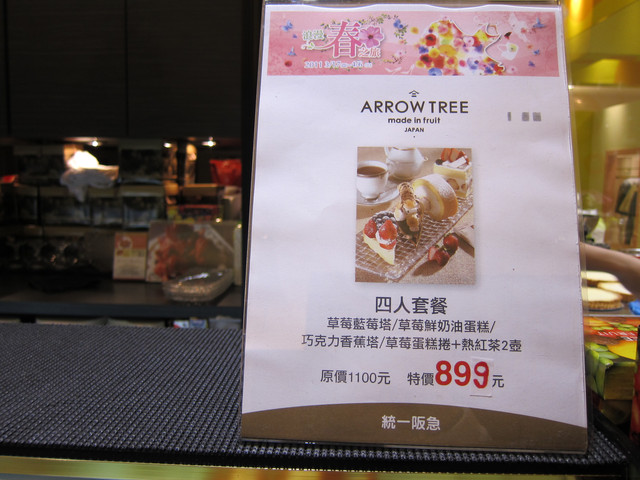 春
ARROW TREE
made in fruit
JAPAN
四人套餐
草莓藍莓塔/草莓鮮奶油蛋糕/
巧克力香蕉塔/草莓蛋糕捲+熱紅茶2壺
原價1100元 特價899元
統一阪急